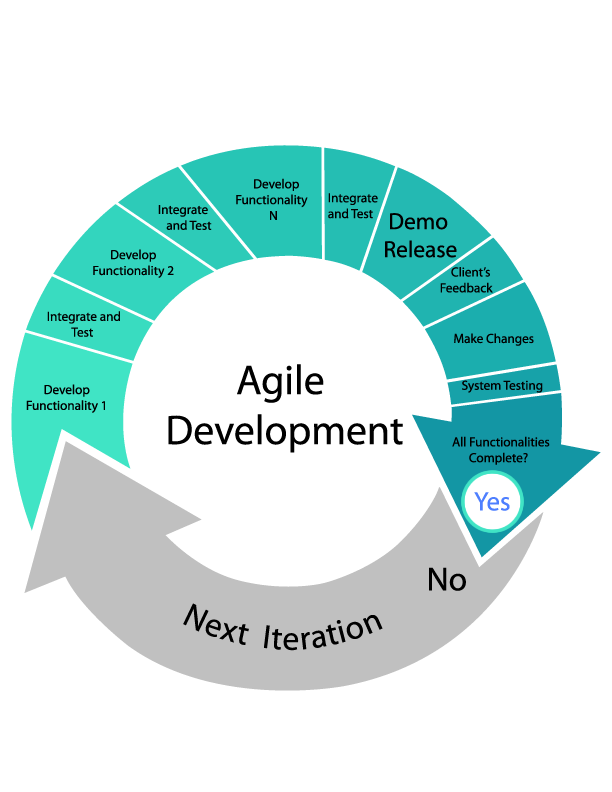 Agile
Development
Develop
Functionality 1
Integrate and
Test
Develop
Functionality 2
Integrate
and Test
Develop
Functionality
N
Integrate
and Test
Demo
Release
Client's
Feedback
Make Changes
System Testing
All Functionalities
Complete?
Yes
No
Next Iteration